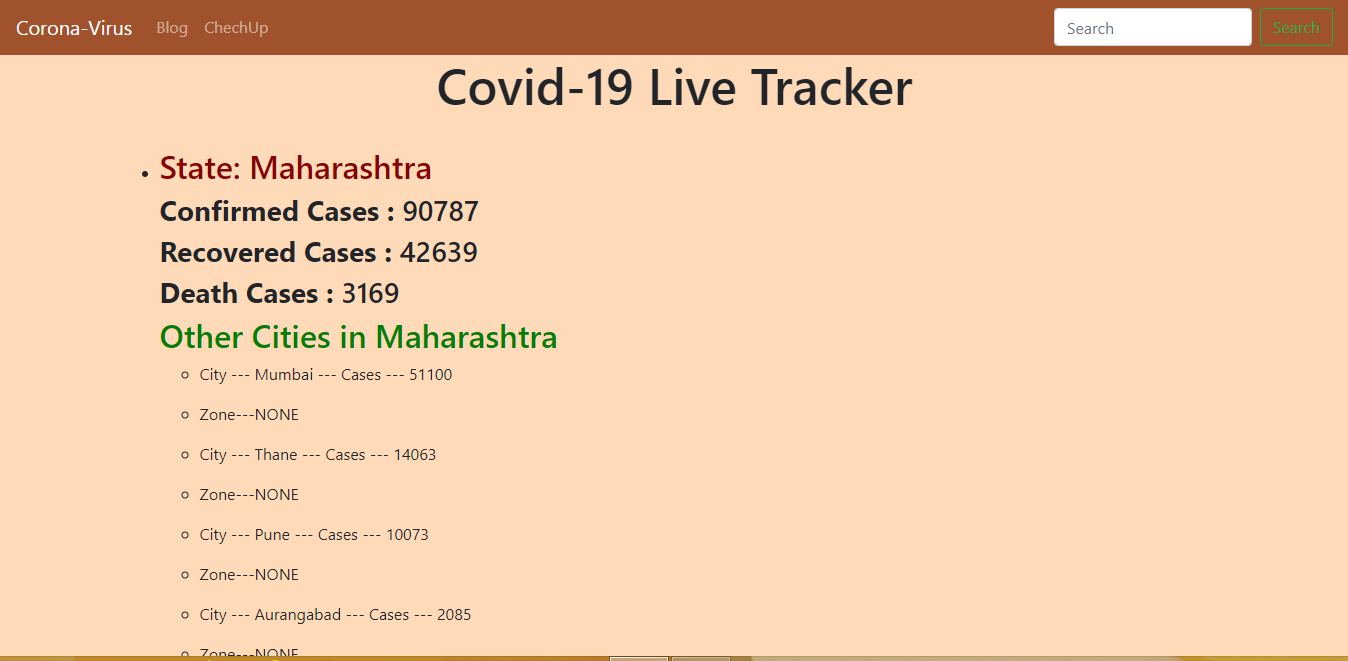 Corona-Virus Blog ChechUp Search Search
Covid-19 Live Tracker
State: Maharashtra
Confirmed Cases : 90787
Recovered Cases : 42639
Death Cases : 3169
Other Cities in Maharashtra
City --- Mumbai --- Cases --- 51100
Zone---NONE
City --- Thane --- Cases --- 14063
Zone---NONE
City --- Pune --- Cases --- 10073
Zone---NONE
City --- Aurangabad --- Cases --- 2085
Zone---NONE